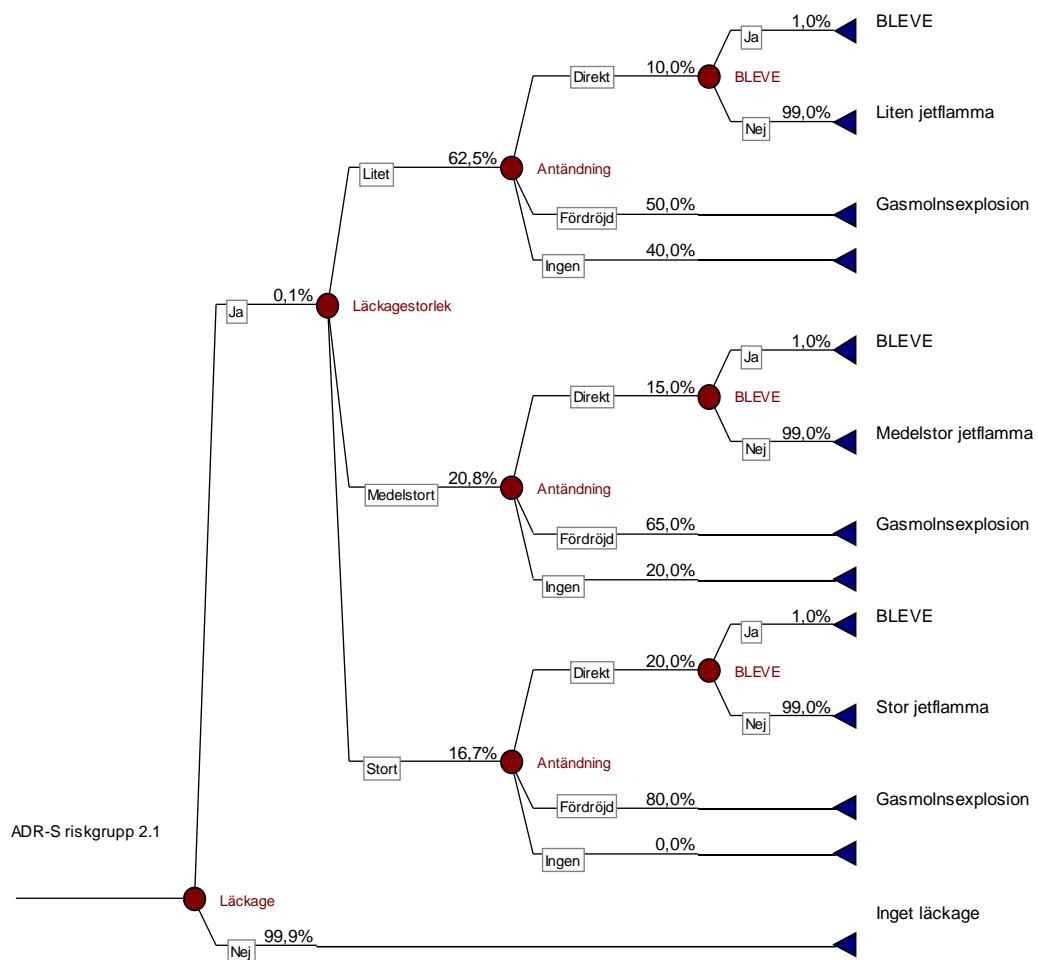 1,0%
BLEVE
Ja
Direkt
10,0%
BLEVE
Nej
99,0%
Liten jetflamma
Litet
62,5%
Antändning
Fördröjd
50,0%
Gasmolnsexplosion
Ingen
40,0%
Ja
0,1%
Läckagestorlek
1,0%
BLEVE
Ja
Direkt
15,0%
BLEVE
Nej
99,0%
Medelstor jetflamma
Medelstort
20,8%
Antändning
Fördröjd
65,0%
Gasmolnsexplosion
Ingen
20,0%
1,0%
BLEVE
Ja
Direkt
20,0%
BLEVE
Nej
99,0%
Stor jetflamma
Stort
16,7%
Antändning
Fördröjd
80,0%
Gasmolnsexplosion
Ingen
0,0%
ADR-S riskgrupp 2.1
Läckage
Nej
99,9%
Inget läckage